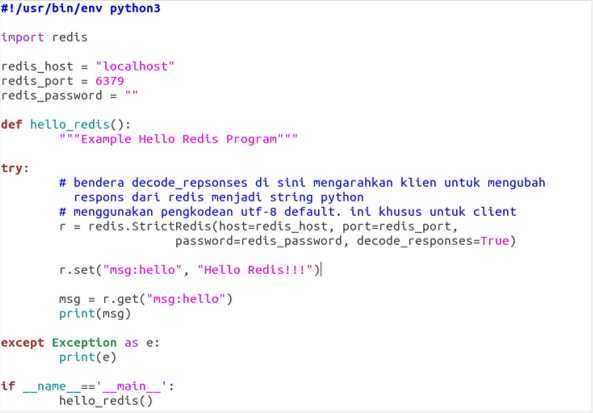 #!/usr/bin/env python3
import redis
redis_host = "localhost"
redis_port = 6379
redis_password = ""
def hello_redis():
        """Example Hello Redis Program"""
try:
        # bendera decode_repsonses di sini mengarahkan klien untuk mengubah
          respons dari redis menjadi string python
        # menggunakan pengkodean utf-8 default. ini khusus untuk client
        r = redis.StrictRedis(host=redis_host, port=redis_port,
                        password=redis_password, decode_responses=True)
        r.set("msg:hello", "Hello Redis!!!")
        msg = r.get("msg:hello")
        print(msg)
except Exception as e:
        print(e)
if __name__=='__main__':
        hello_redis()